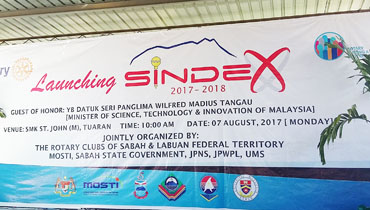 Launching SINDEX
2017-2018
GUEST OF HONOR: YB DATUK SERI PANGLIMA WILFRED MADIUS TANGAU
[MINISTER OF SCIENCE, TECHNOLOGY & INNOVATION OF MALAYSIA]
VENUE: SMK ST. JOHN (M), TUARAN TIME: 10:00 AM DATE: 07 AUGUST, 2017 [ MONDAY]
JOINTLY ORGANIZED BY:
THE ROTARY CLUBS OF SABAH & LABUAN FEDERAL TERRITORY
MOSTI, SABAH STATE GOVERNMENT, JPNS, JPWPL, UMS
MOSTI